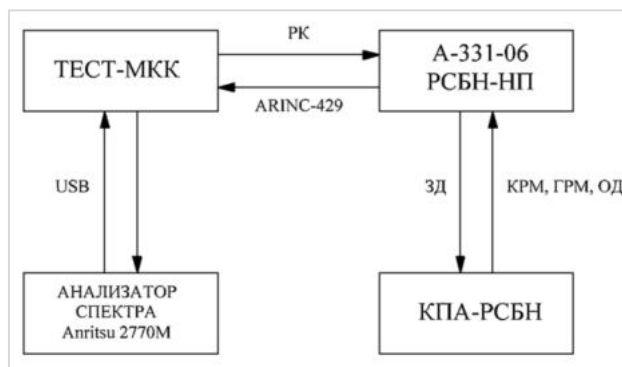 ТЕСТ-МКК
РК
А-331-06
РСБН-НП
ARINC-429
USB
ЗД
КРМ, ГРМ, ОД
АНАЛИЗАТОР
СПЕКТРА
Anritsu 2770M
КПА-РСБН